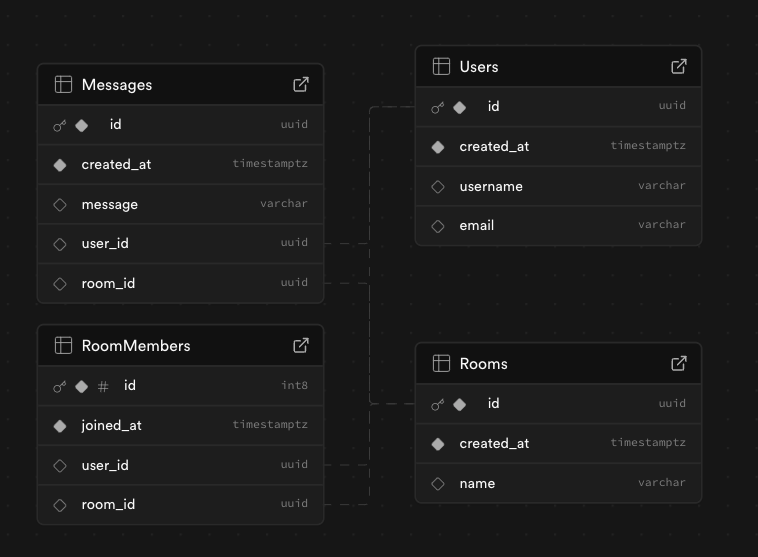 Messages
id uuid
created_at timestamptz
message varchar
user_id uuid
room_id uuid
RoomMembers
# id int8
joined_at timestamptz
user_id uuid
room_id uuid
Users
id uuid
created_at timestamptz
username varchar
email varchar
Rooms
id uuid
created_at timestamptz
name varchar